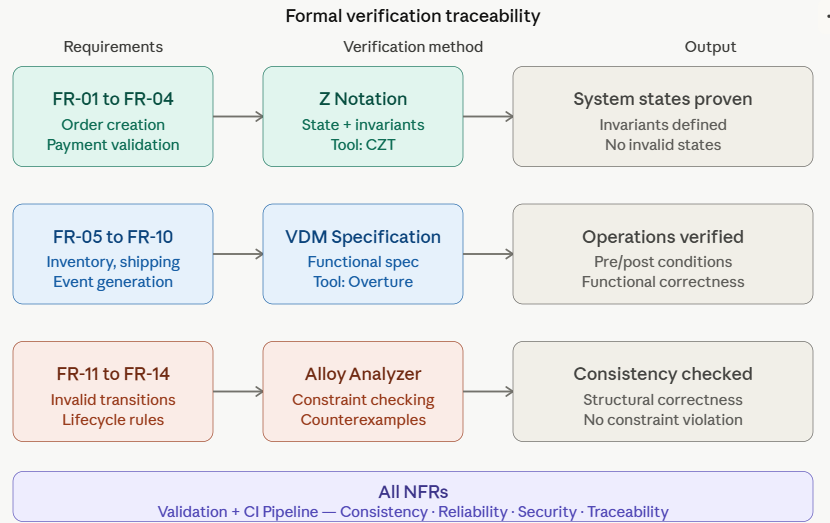 Formal verification traceability
Requirements
Verification method
Output
FR-01 to FR-04
Order creation
Payment validation
Z Notation
State + invariants
Tool: CZT
System states proven
Invariants defined
No invalid states
FR-05 to FR-10
Inventory, shipping
Event generation
VDM Specification
Functional spec
Tool: Overture
Operations verified
Pre/post conditions
Functional correctness
FR-11 to FR-14
Invalid transitions
Lifecycle rules
Alloy Analyzer
Constraint checking
Counterexamples
Consistency checked
Structural correctness
No constraint violation
All NFRs
Validation + CI Pipeline — Consistency · Reliability · Security · Traceability